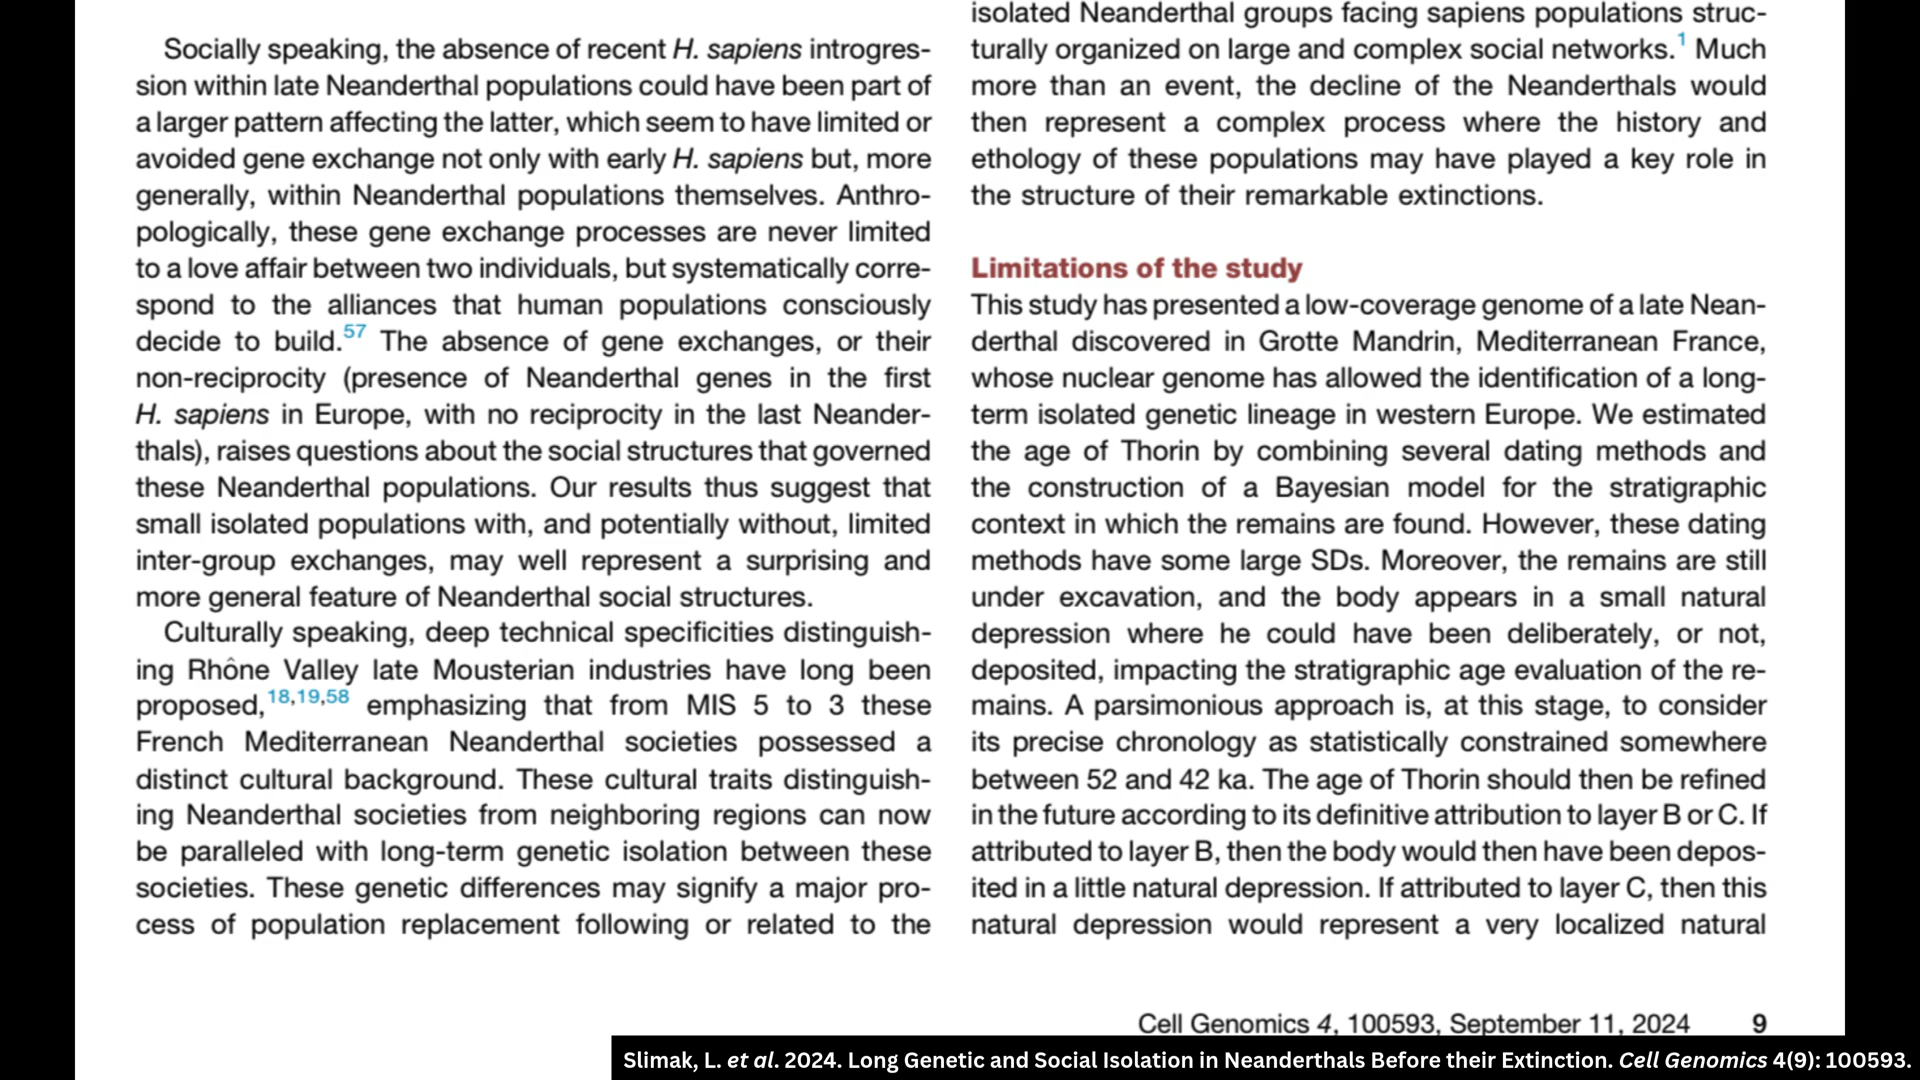 Socially speaking, the absence of recent H. sapiens introgres-
sion within late Neanderthal populations could have been part of
a larger pattern affecting the latter, which seem to have limited or
avoided gene exchange not only with early H. sapiens but, more
generally, within Neanderthal populations themselves. Anthro-
pologically, these gene exchange processes are never limited
to a love affair between two individuals, but systematically corre-
spond to the alliances that human populations consciously
decide to build.57 The absence of gene exchanges, or their
non-reciprocity (presence of Neanderthal genes in the first
H. sapiens in Europe, with no reciprocity in the last Neander-
thals), raises questions about the social structures that governed
these Neanderthal populations. Our results thus suggest that
small isolated populations with, and potentially without, limited
inter-group exchanges, may well represent a surprising and
more general feature of Neanderthal social structures.
Culturally speaking, deep technical specificities distinguish-
ing Rhône Valley late Mousterian industries have long been
proposed,18,19,58 emphasizing that from MIS 5 to 3 these
French Mediterranean Neanderthal societies possessed a
distinct cultural background. These cultural traits distinguish-
ing Neanderthal societies from neighboring regions can now
be paralleled with long-term genetic isolation between these
societies. These genetic differences may signify a major pro-
cess of population replacement following or related to the
isolated Neanderthal groups facing sapiens populations struc-
turally organized on large and complex social networks.1 Much
more than an event, the decline of the Neanderthals would
then represent a complex process where the history and
ethology of these populations may have played a key role in
the structure of their remarkable extinctions.
Limitations of the study
This study has presented a low-coverage genome of a late Nean-
derthal discovered in Grotte Mandrin, Mediterranean France,
whose nuclear genome has allowed the identification of a long-
term isolated genetic lineage in western Europe. We estimated
the age of Thorin by combining several dating methods and
the construction of a Bayesian model for the stratigraphic
context in which the remains are found. However, these dating
methods have some large SDs. Moreover, the remains are still
under excavation, and the body appears in a small natural
depression where he could have been deliberately, or not,
deposited, impacting the stratigraphic age evaluation of the re-
mains. A parsimonious approach is, at this stage, to consider
its precise chronology as statistically constrained somewhere
between 52 and 42 ka. The age of Thorin should then be refined
in the future according to its definitive attribution to layer B or C. If
attributed to layer B, then the body would then have been depos-
ited in a little natural depression. If attributed to layer C, then this
natural depression would represent a very localized natural
Cell Genomics 4, 100593, September 11, 2024 9
Slimak, L. et al. 2024. Long Genetic and Social Isolation in Neanderthals Before their Extinction. Cell Genomics 4(9): 100593.